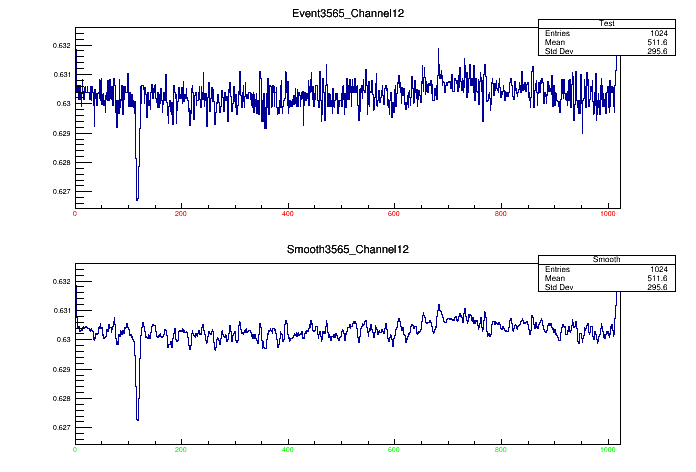 Event3565_Channel12
Test
Entries 1024
Mean 511.6
Std Dev 295.6
0.632
0.631
0.63
0.629
0.628
0.627
0 200 400 600 800 1000
Smooth3565_Channel12
Smooth
Entries 1024
Mean 511.6
Std Dev 295.6
0.632
0.631
0.63
0.629
0.628
0.627
0 200 400 600 800 1000